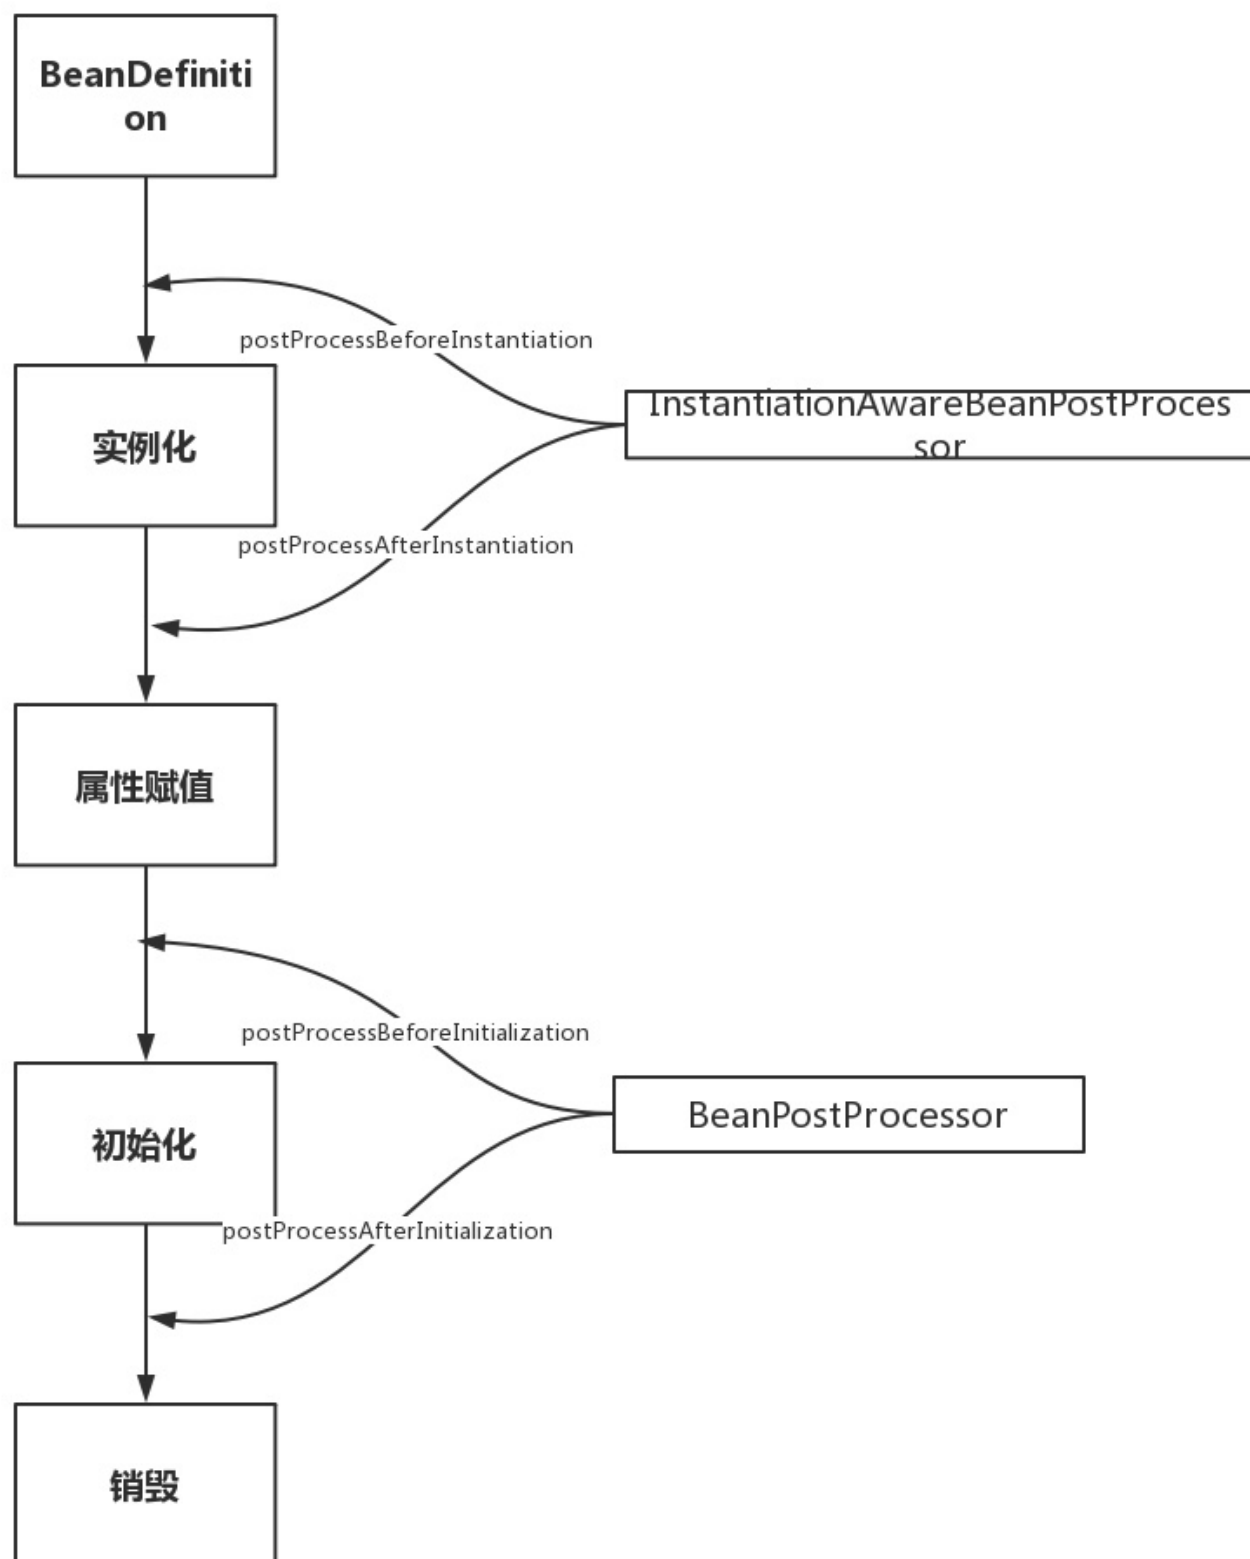 BeanDefiniti
on
postProcessBeforeInstantiation
InstantiationAwareBeanPostProces
sor
实例化
postProcessAfterInstantiation
属性赋值
postProcessBeforeInitialization
BeanPostProcessor
初始化
postProcessAfterInitialization
销毁